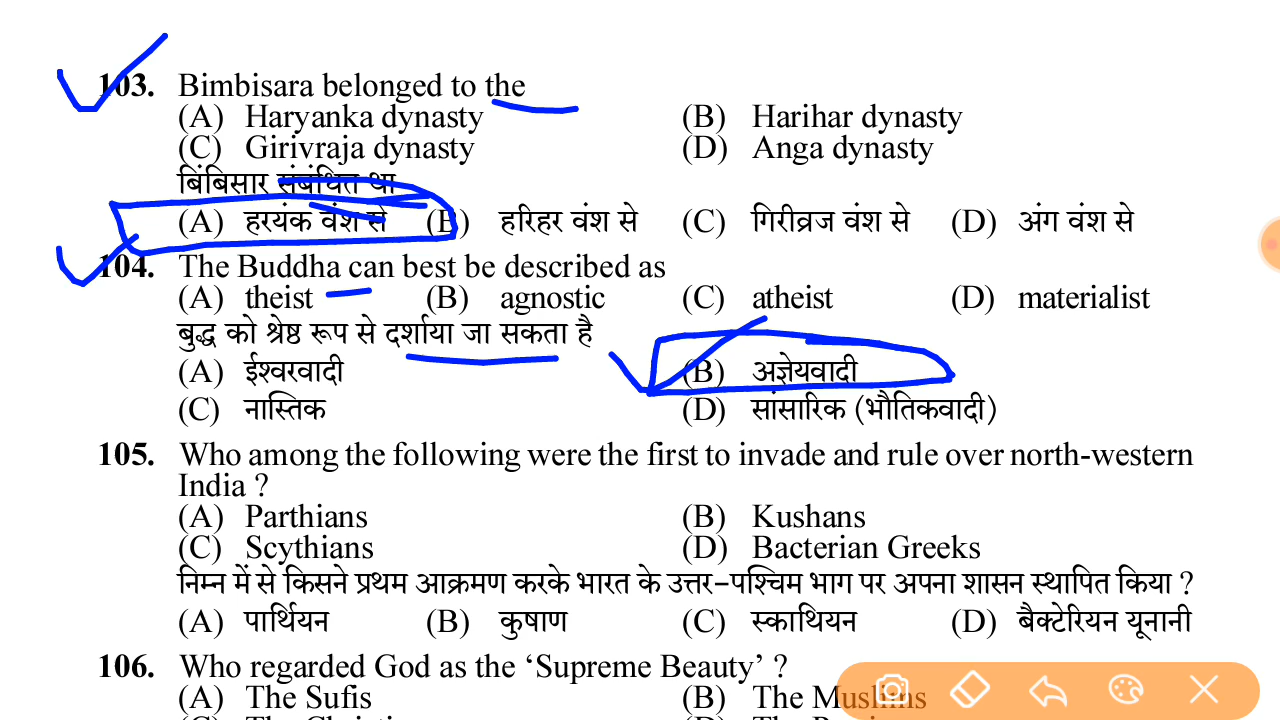 103. Bimbisara belonged to the
(A) Haryanka dynasty (B) Harihar dynasty
(C) Girivraja dynasty (D) Anga dynasty
बिंबिसार संबंधित था
(A) हरयंक वंश से (B) हरिहर वंश से (C) गिरीव्रज वंश से (D) अंग वंश से
104. The Buddha can best be described as
(A) theist (B) agnostic (C) atheist (D) materialist
बुद्ध को श्रेष्ठ रूप से दर्शाया जा सकता है
(A) ईश्वरवादी (B) अज्ञेयवादी
(C) नास्तिक (D) सांसारिक (भौतिकवादी)
105. Who among the following were the first to invade and rule over north-western
India ?
(A) Parthians (B) Kushans
(C) Scythians (D) Bacterian Greeks
निम्न में से किसने प्रथम आक्रमण करके भारत के उत्तर-पश्चिम भाग पर अपना शासन स्थापित किया ?
(A) पार्थियन (B) कुषाण (C) स्काथियन (D) बैक्टेरियन यूनानी
106. Who regarded God as the ‘Supreme Beauty’ ?
(A) The Sufis (B) The Muslims